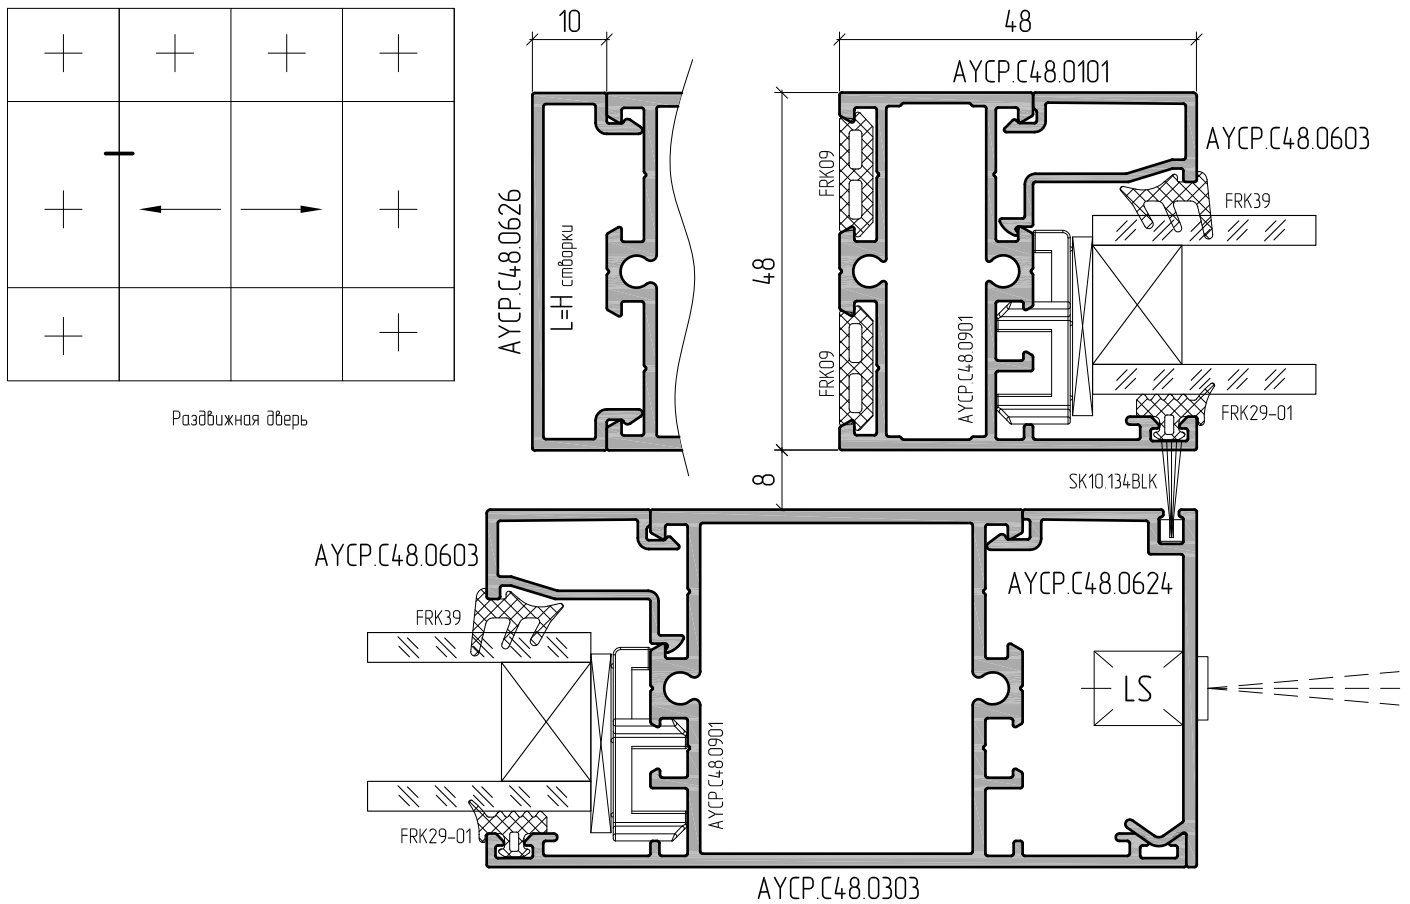 10
48
AYCP.C48.0101
AYCP.C48.0603
FRK09
FRK39
AYCP.C48.0626
L=H створки
48
FRK09
AYCP.C48.0901
FRK29-01
Раздвижная дверь
8
SK10.134BLK
AYCP.C48.0603
AYCP.C48.0624
FRK39
LS
AYCP.C48.0901
FRK29-01
AYCP.C48.0303